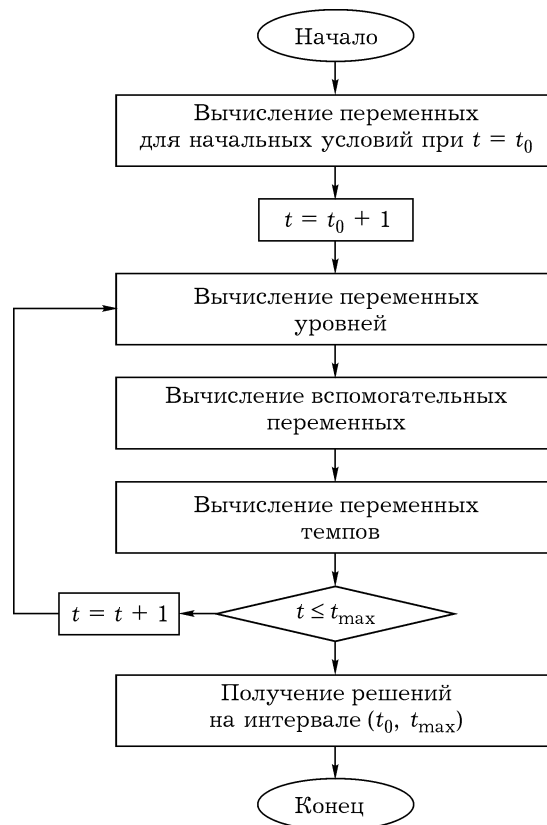 Начало
Вычисление переменных
для начальных условий при t = t₀
t = t₀ + 1
Вычисление переменных
уровней
Вычисление вспомогательных
переменных
Вычисление переменных
темпов
t ≤ tₘₐₓ
t = t + 1
Получение решений
на интервале (t₀, tₘₐₓ)
Конец